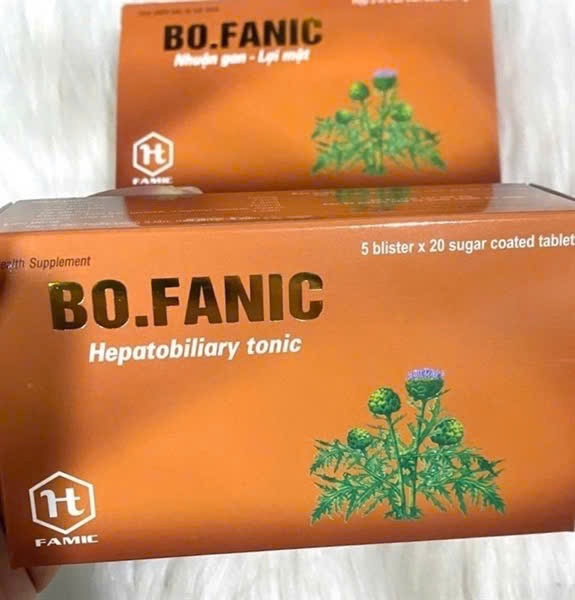 BO.FANIC
Nhuận gan - Lợi mật
FAMIC
Health Supplement
5 blister x 20 sugar coated tablet
BO.FANIC
Hepatobiliary tonic
FAMIC